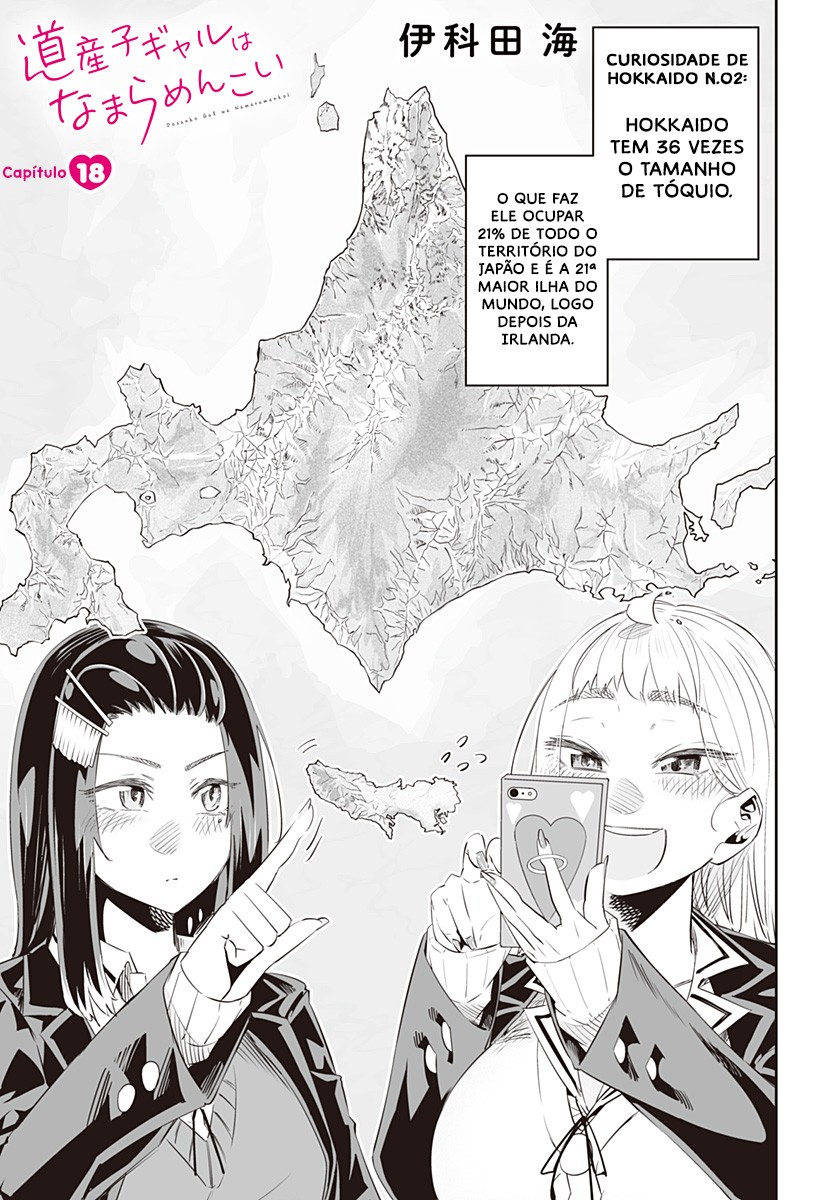 道産子ギャルは
なまらめんこい
Dosanko Gal wa Namaramenkoi
Capítulo 18
伊科田 海
CURIOSIDADE DE
HOKKAIDO N.02:
HOKKAIDO
TEM 36 VEZES
O TAMANHO
DE TÓQUIO.
O QUE FAZ
ELE OCUPAR
21% DE TODO O
TERRITÓRIO DO
JAPÃO E É A 21ª
MAIOR ILHA DO
MUNDO, LOGO
DEPOIS DA
IRLANDA.